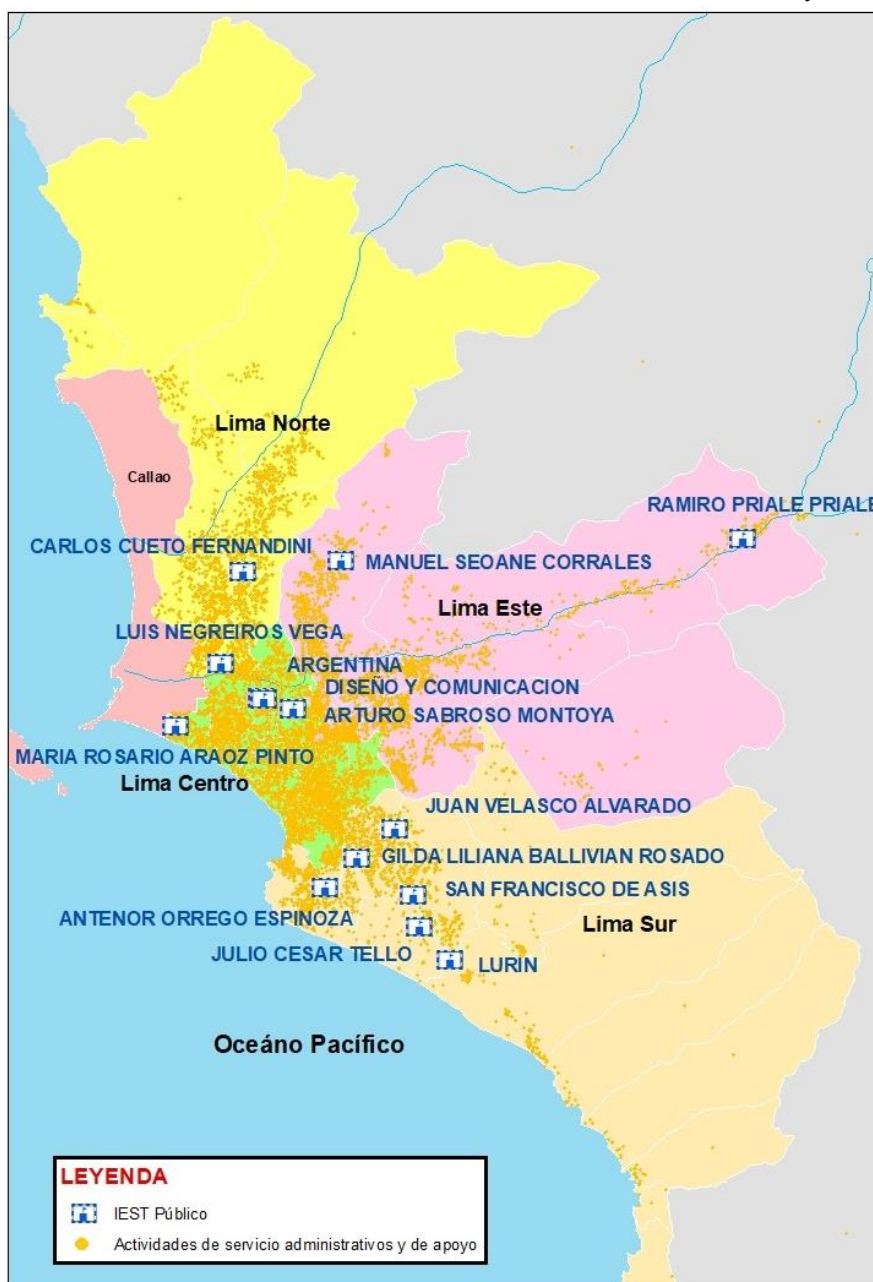 Lima Norte
Callao
RAMIRO PRIALE PRIALE
CARLOS CUETO FERNANDINI
MANUEL SEOANE CORRALES
Lima Este
LUIS NEGREIROS VEGA
ARGENTINA
DISEÑO Y COMUNICACION
ARTURO SABROSO MONTOYA
MARIA ROSARIO ARAOZ PINTO
Lima Centro
JUAN VELASCO ALVARADO
GILDA LILIANA BALLIVIAN ROSADO
SAN FRANCISCO DE ASIS
ANTENOR ORREGO ESPINOZA
Lima Sur
JULIO CESAR TELLO
LURIN
Oceáno Pacífico
LEYENDA
IEST Público
Actividades de servicio administrativos y de apoyo